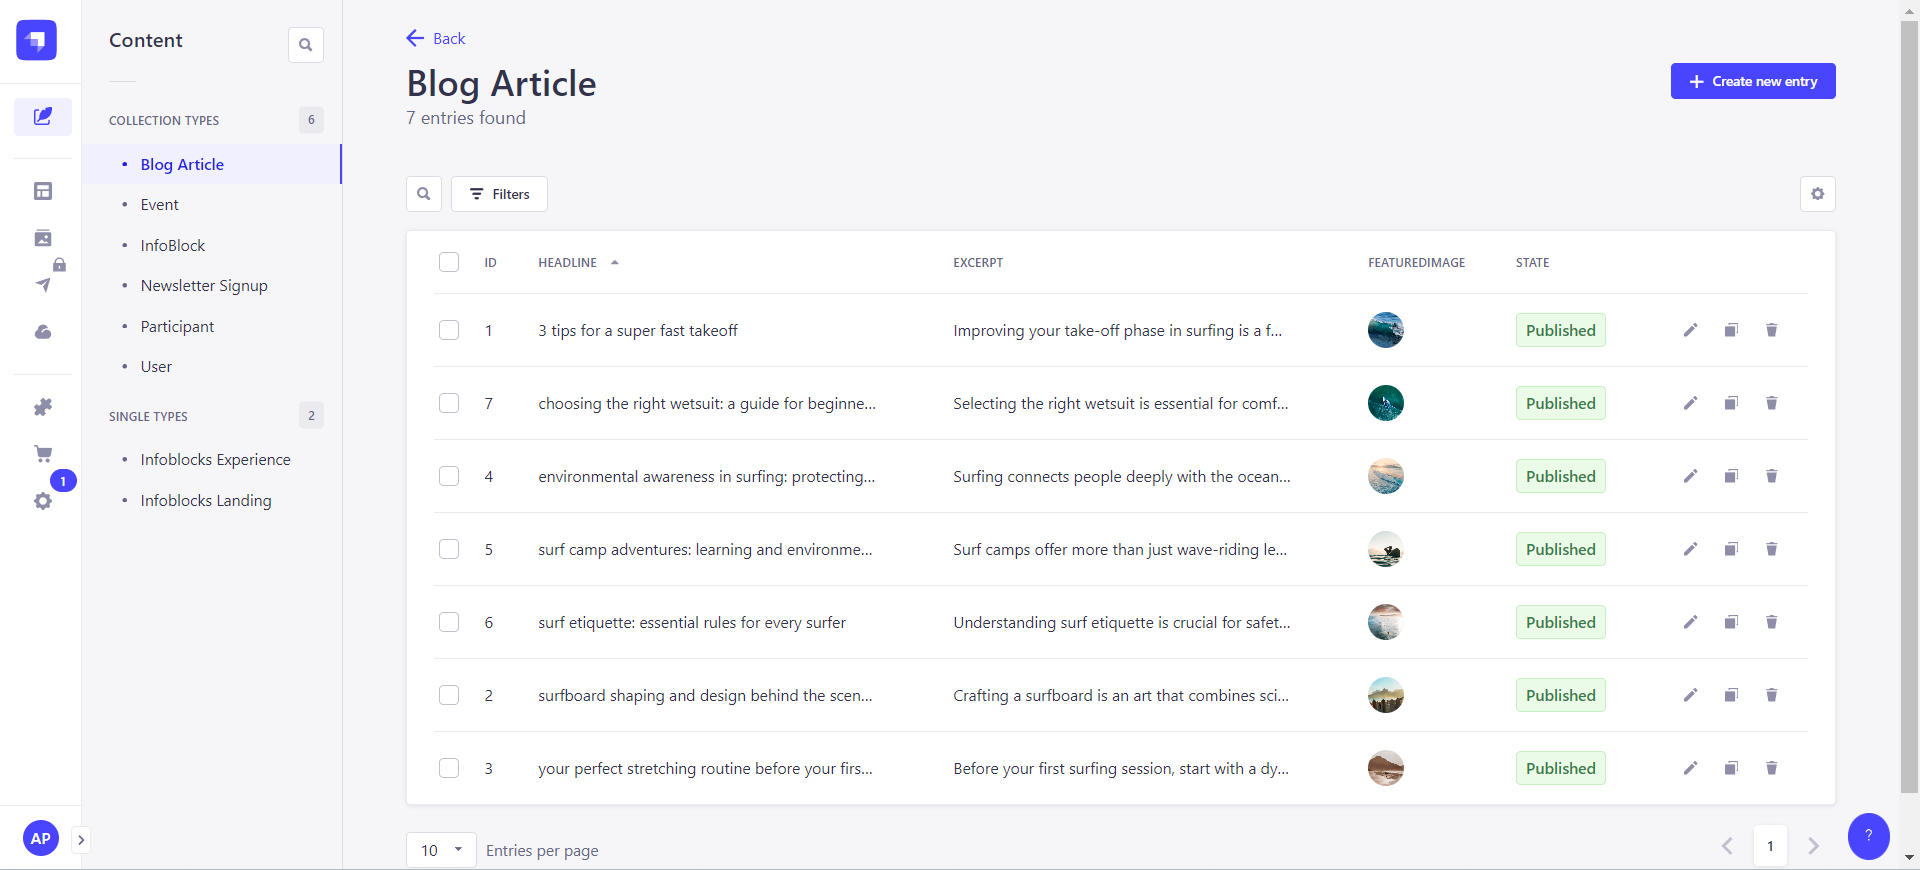 Content
COLLECTION TYPES 6
Blog Article
Event
InfoBlock
Newsletter Signup
Participant
User
SINGLE TYPES 2
Infoblocks Experience
Infoblocks Landing
1
AP
Back
Blog Article
7 entries found
Create new entry
Filters
ID HEADLINE EXCERPT FEATUREDIMAGE STATE
1 3 tips for a super fast takeoff Improving your take-off phase in surfing is a f... Published
7 choosing the right wetsuit: a guide for beginne... Selecting the right wetsuit is essential for comf... Published
4 environmental awareness in surfing: protecting... Surfing connects people deeply with the ocean... Published
5 surf camp adventures: learning and environme... Surf camps offer more than just wave-riding le... Published
6 surf etiquette: essential rules for every surfer Understanding surf etiquette is crucial for safet... Published
2 surfboard shaping and design behind the scen... Crafting a surfboard is an art that combines sci... Published
3 your perfect stretching routine before your firs... Before your first surfing session, start with a dy... Published
10 Entries per page 1
?